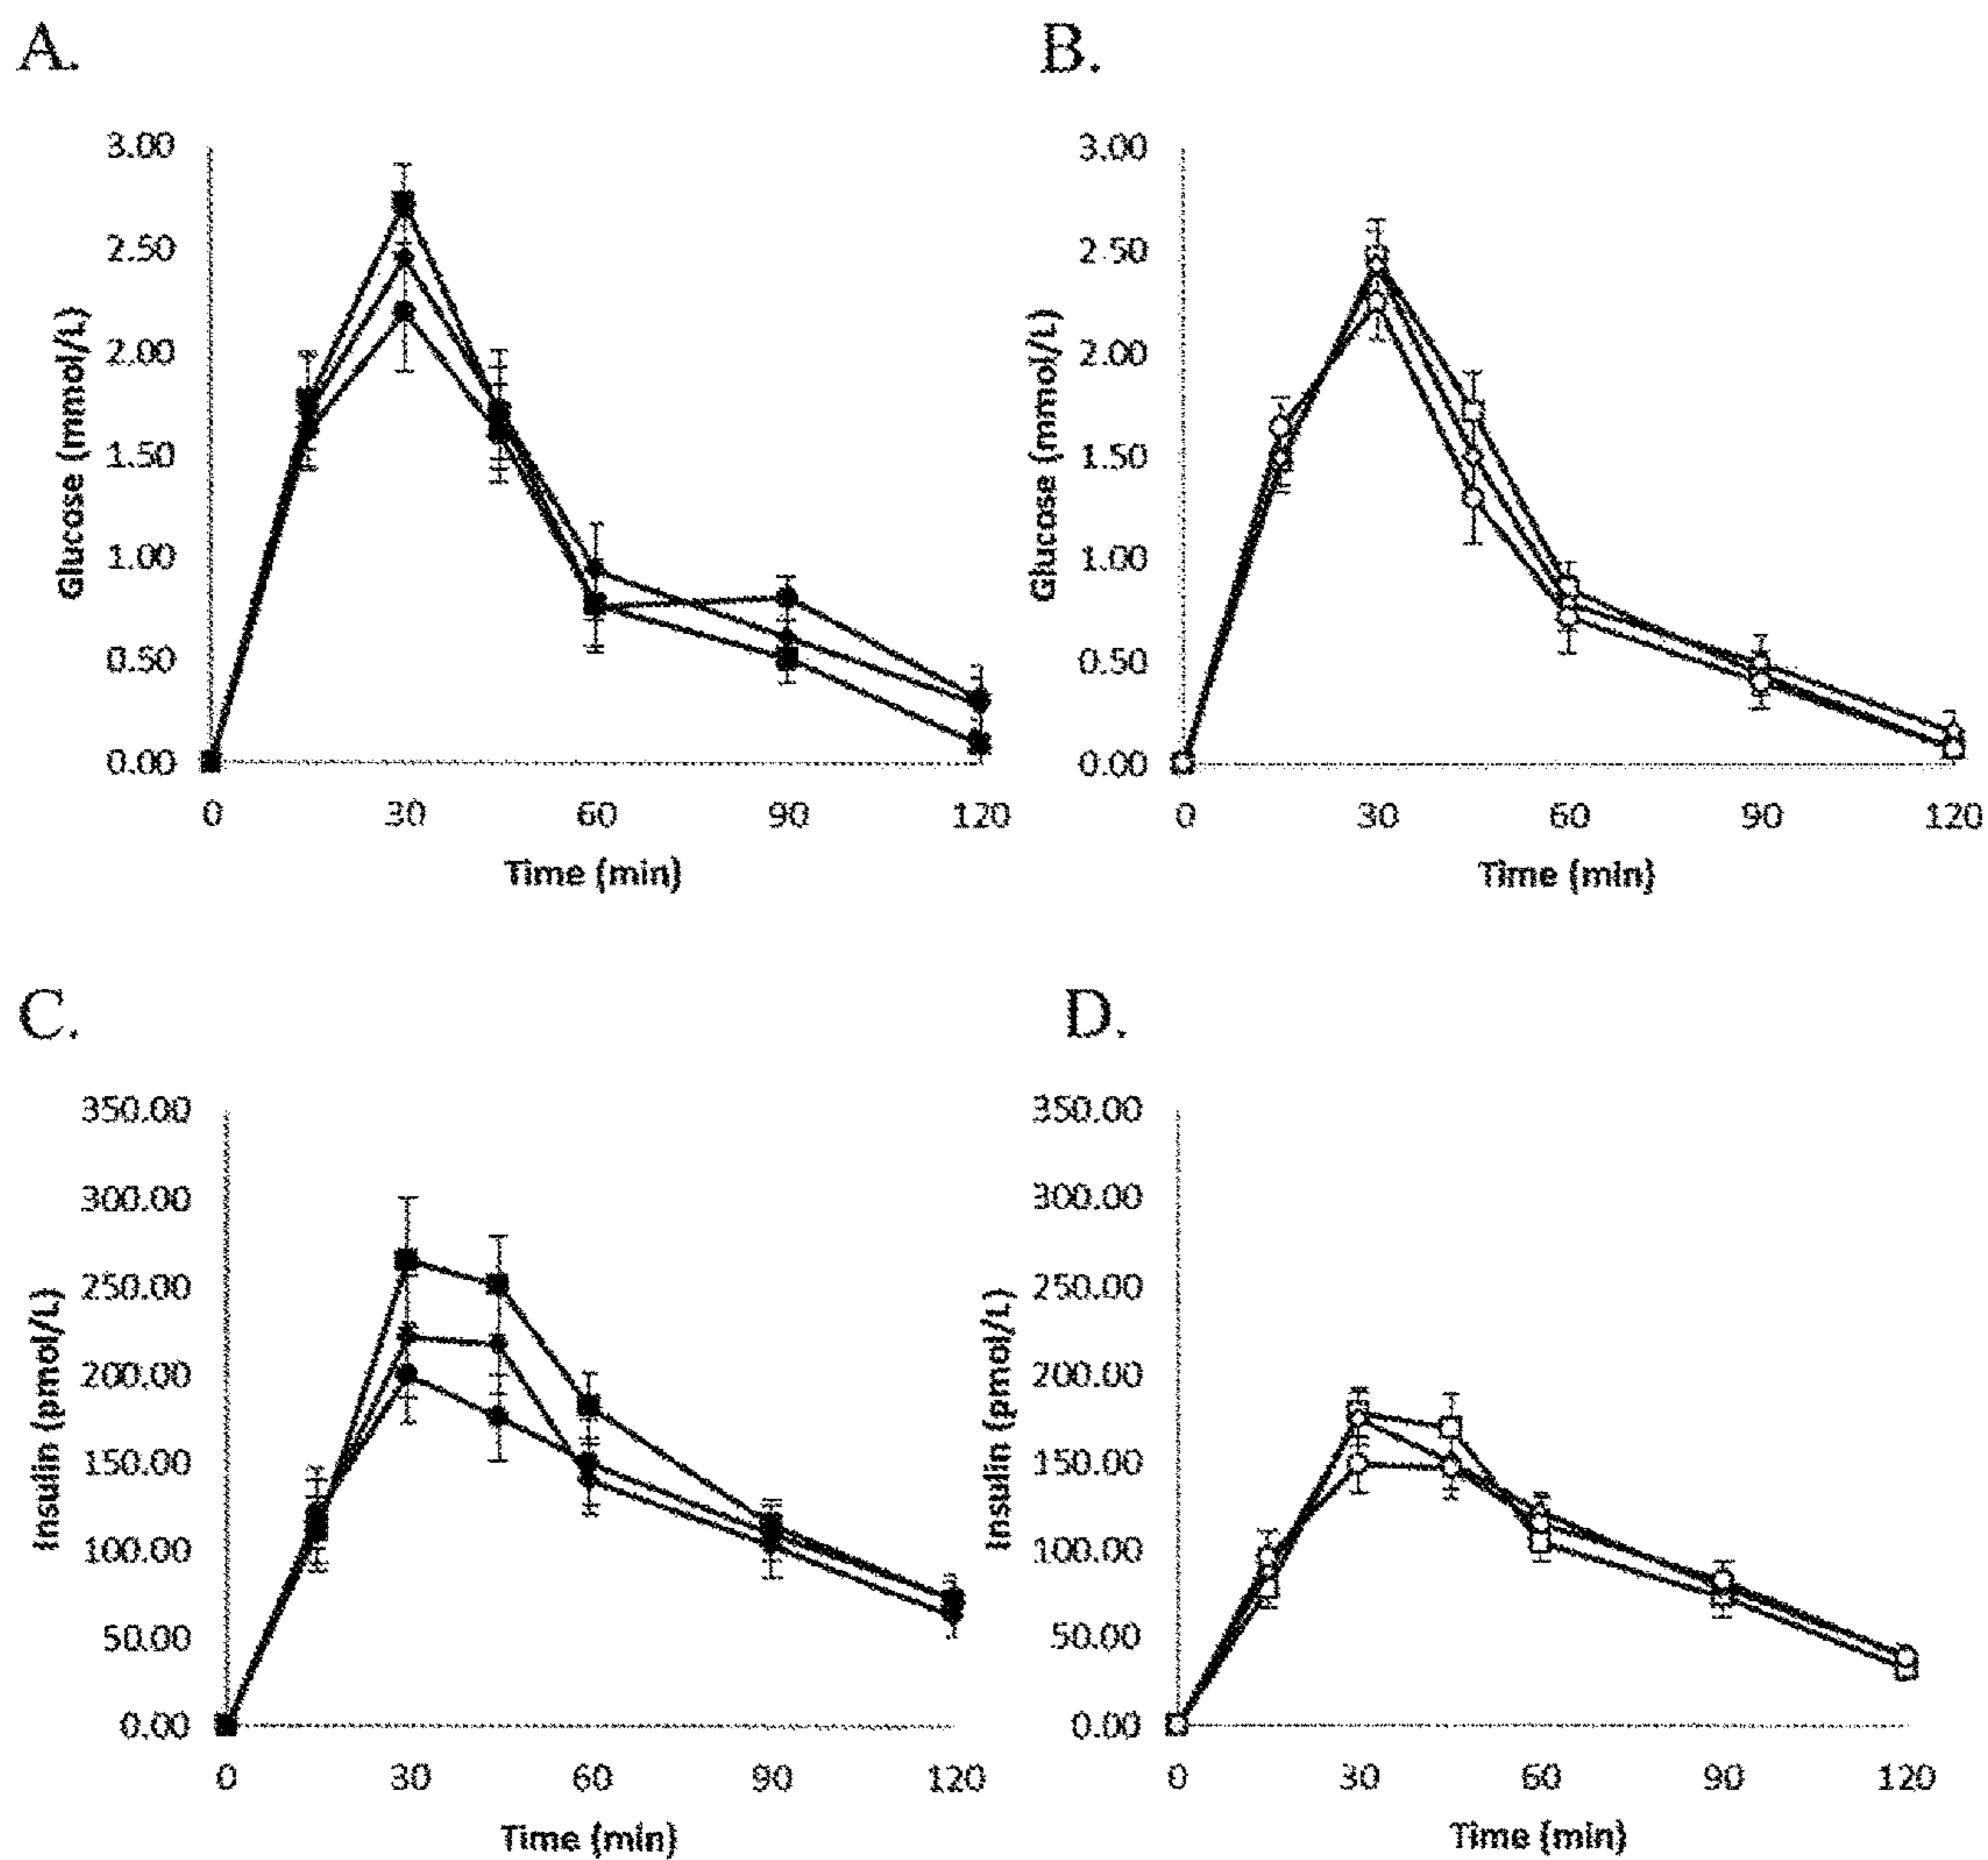 A.
3.00
2.50
2.00
1.50
1.00
0.50
0.00
Glucose (mmol/L)
0 30 60 90 120
Time (min)
B.
3.00
2.50
2.00
1.50
1.00
0.50
0.00
Glucose (mmol/L)
0 30 60 90 120
Time (min)
C.
350.00
300.00
250.00
200.00
150.00
100.00
50.00
0.00
Insulin (pmol/L)
0 30 60 90 120
Time (min)
D.
350.00
300.00
250.00
200.00
150.00
100.00
50.00
0.00
Insulin (pmol/L)
0 30 60 90 120
Time (min)